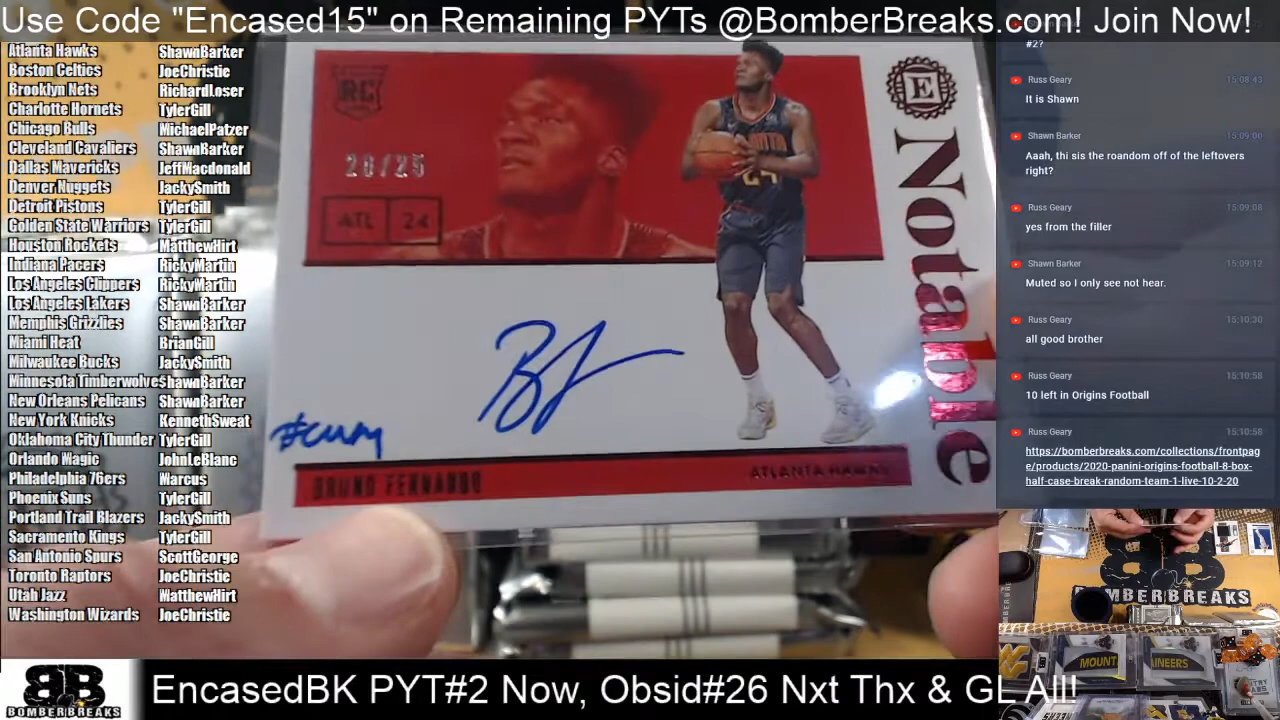 Use Code "Encased15" on Remaining PYTs @BomberBreaks.com! Join Now!
Atlanta Hawks ShawnBarker
Boston Celtics JoeChristie
Brooklyn Nets RichardLoser
Charlotte Hornets TylerGill
Chicago Bulls MichaelPatzer
Cleveland Cavaliers ShawnBarker
Dallas Mavericks JeffMacdonald
Denver Nuggets JackySmith
Detroit Pistons TylerGill
Golden State Warriors TylerGill
Houston Rockets MatthewHirt
Indiana Pacers RickyMartin
Los Angeles Clippers RickyMartin
Los Angeles Lakers ShawnBarker
Memphis Grizzlies ShawnBarker
Miami Heat BrianGill
Milwaukee Bucks JackySmith
Minnesota Timberwolves ShawnBarker
New Orleans Pelicans ShawnBarker
New York Knicks KennethSweat
Oklahoma City Thunder TylerGill
Orlando Magic JohnLeBlanc
Philadelphia 76ers Marcus
Phoenix Suns TylerGill
Portland Trail Blazers JackySmith
Sacramento Kings TylerGill
San Antonio Spurs ScottGeorge
Toronto Raptors JoeChristie
Utah Jazz MatthewHirt
Washington Wizards JoeChristie
RC
20/25
ATL 24
E
Notable
24
BRUNO FERNANDO
ATLANTA HAWKS
#2?
Russ Geary 15:08:43
It is Shawn
Shawn Barker 15:09:00
Aaah, thi sis the roandom off of the leftovers
right?
Russ Geary 15:09:08
yes from the filler
Shawn Barker 15:09:12
Muted so I only see not hear.
Russ Geary 15:10:30
all good brother
Russ Geary 15:10:58
10 left in Origins Football
Russ Geary 15:10:58
https://bomberbreaks.com/collections/frontpag
e/products/2020-panini-origins-football-8-box-
half-case-break-random-team-1-live-10-2-20
BB
BOMBERBREAKS
MOUNT
AINEERS
BB
BOMBERBREAKS
EncasedBK PYT#2 Now, Obsid#26 Nxt Thx & GL All!